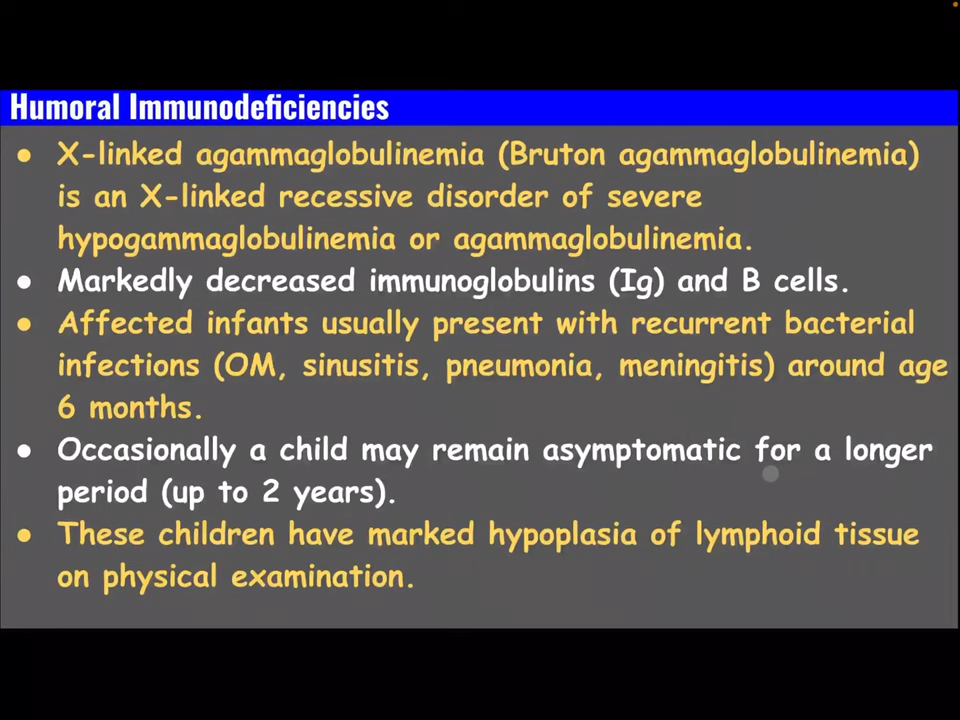 Humoral Immunodeficiencies
● X-linked agammaglobulinemia (Bruton agammaglobulinemia)
is an X-linked recessive disorder of severe
hypogammaglobulinemia or agammaglobulinemia.
● Markedly decreased immunoglobulins (Ig) and B cells.
● Affected infants usually present with recurrent bacterial
infections (OM, sinusitis, pneumonia, meningitis) around age
6 months.
● Occasionally a child may remain asymptomatic for a longer
period (up to 2 years).
● These children have marked hypoplasia of lymphoid tissue
on physical examination.